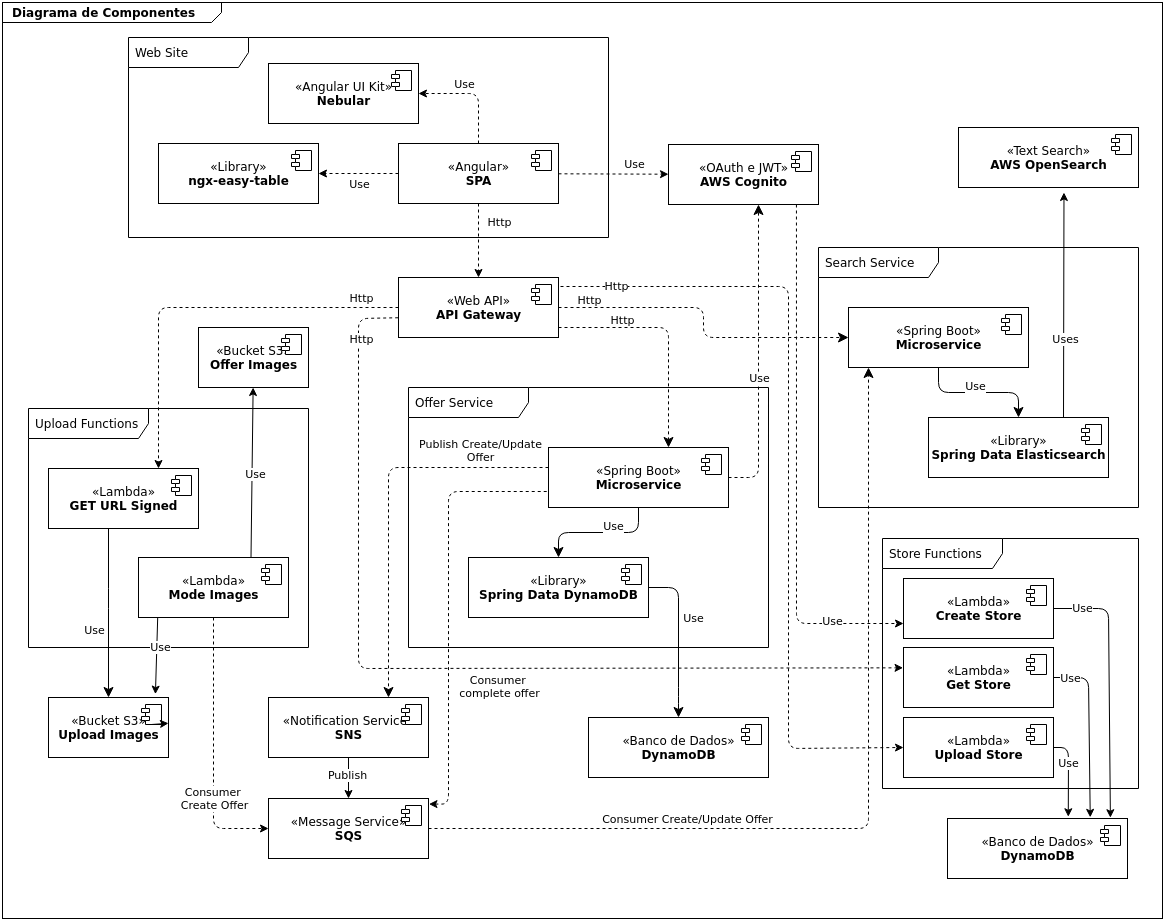 Diagrama de Componentes
Web Site
«Angular UI Kit»
Nebular
Use
«Library»
ngx-easy-table
Use
«Angular»
SPA
Use
«OAuth e JWT»
AWS Cognito
«Text Search»
AWS OpenSearch
Http
Search Service
«Web API»
API Gateway
Http
Http
Http
Http
Http
«Bucket S3»
Offer Images
«Spring Boot»
Microservice
Uses
Use
Use
Upload Functions
Offer Service
«Library»
Spring Data Elasticsearch
Publish Create/Update
Offer
«Spring Boot»
Microservice
Use
«Lambda»
GET URL Signed
Use
Store Functions
«Lambda»
Mode Images
«Library»
Spring Data DynamoDB
«Lambda»
Create Store
Use
Use
Use
Use
Use
«Lambda»
Get Store
Use
Consumer
complete offer
«Bucket S3»
Upload Images
«Notification Service»
SNS
«Banco de Dados»
DynamoDB
«Lambda»
Upload Store
Use
Publish
Consumer
Create Offer
«Message Service»
SQS
Consumer Create/Update Offer
«Banco de Dados»
DynamoDB